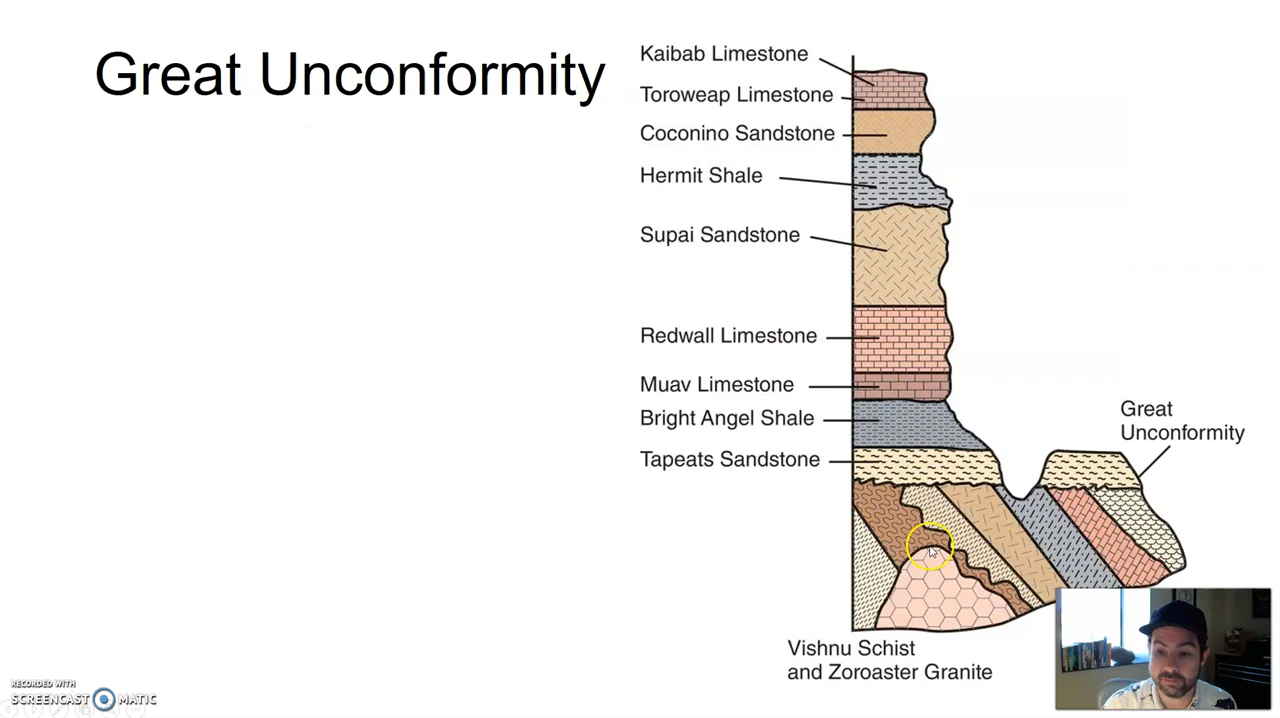 Great Unconformity
Kaibab Limestone
Toroweap Limestone
Coconino Sandstone
Hermit Shale
Supai Sandstone
Redwall Limestone
Muav Limestone
Bright Angel Shale
Tapeats Sandstone
Great
Unconformity
Vishnu Schist
and Zoroaster Granite
RECORDED WITH
SCREENCAST MATIC